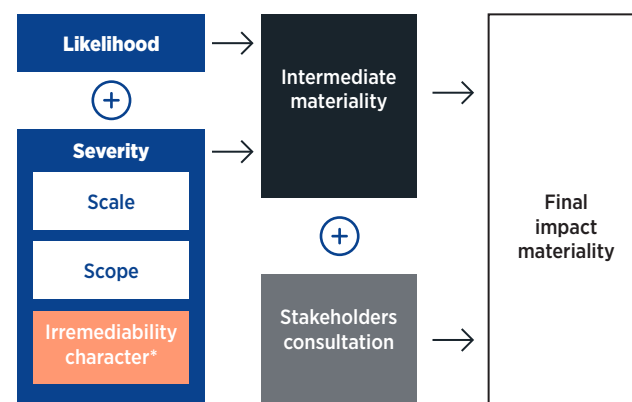 Likelihood
+
Severity
Scale
Scope
Irremediability
character*
Intermediate
materiality
+
Stakeholders
consultation
Final
impact
materiality